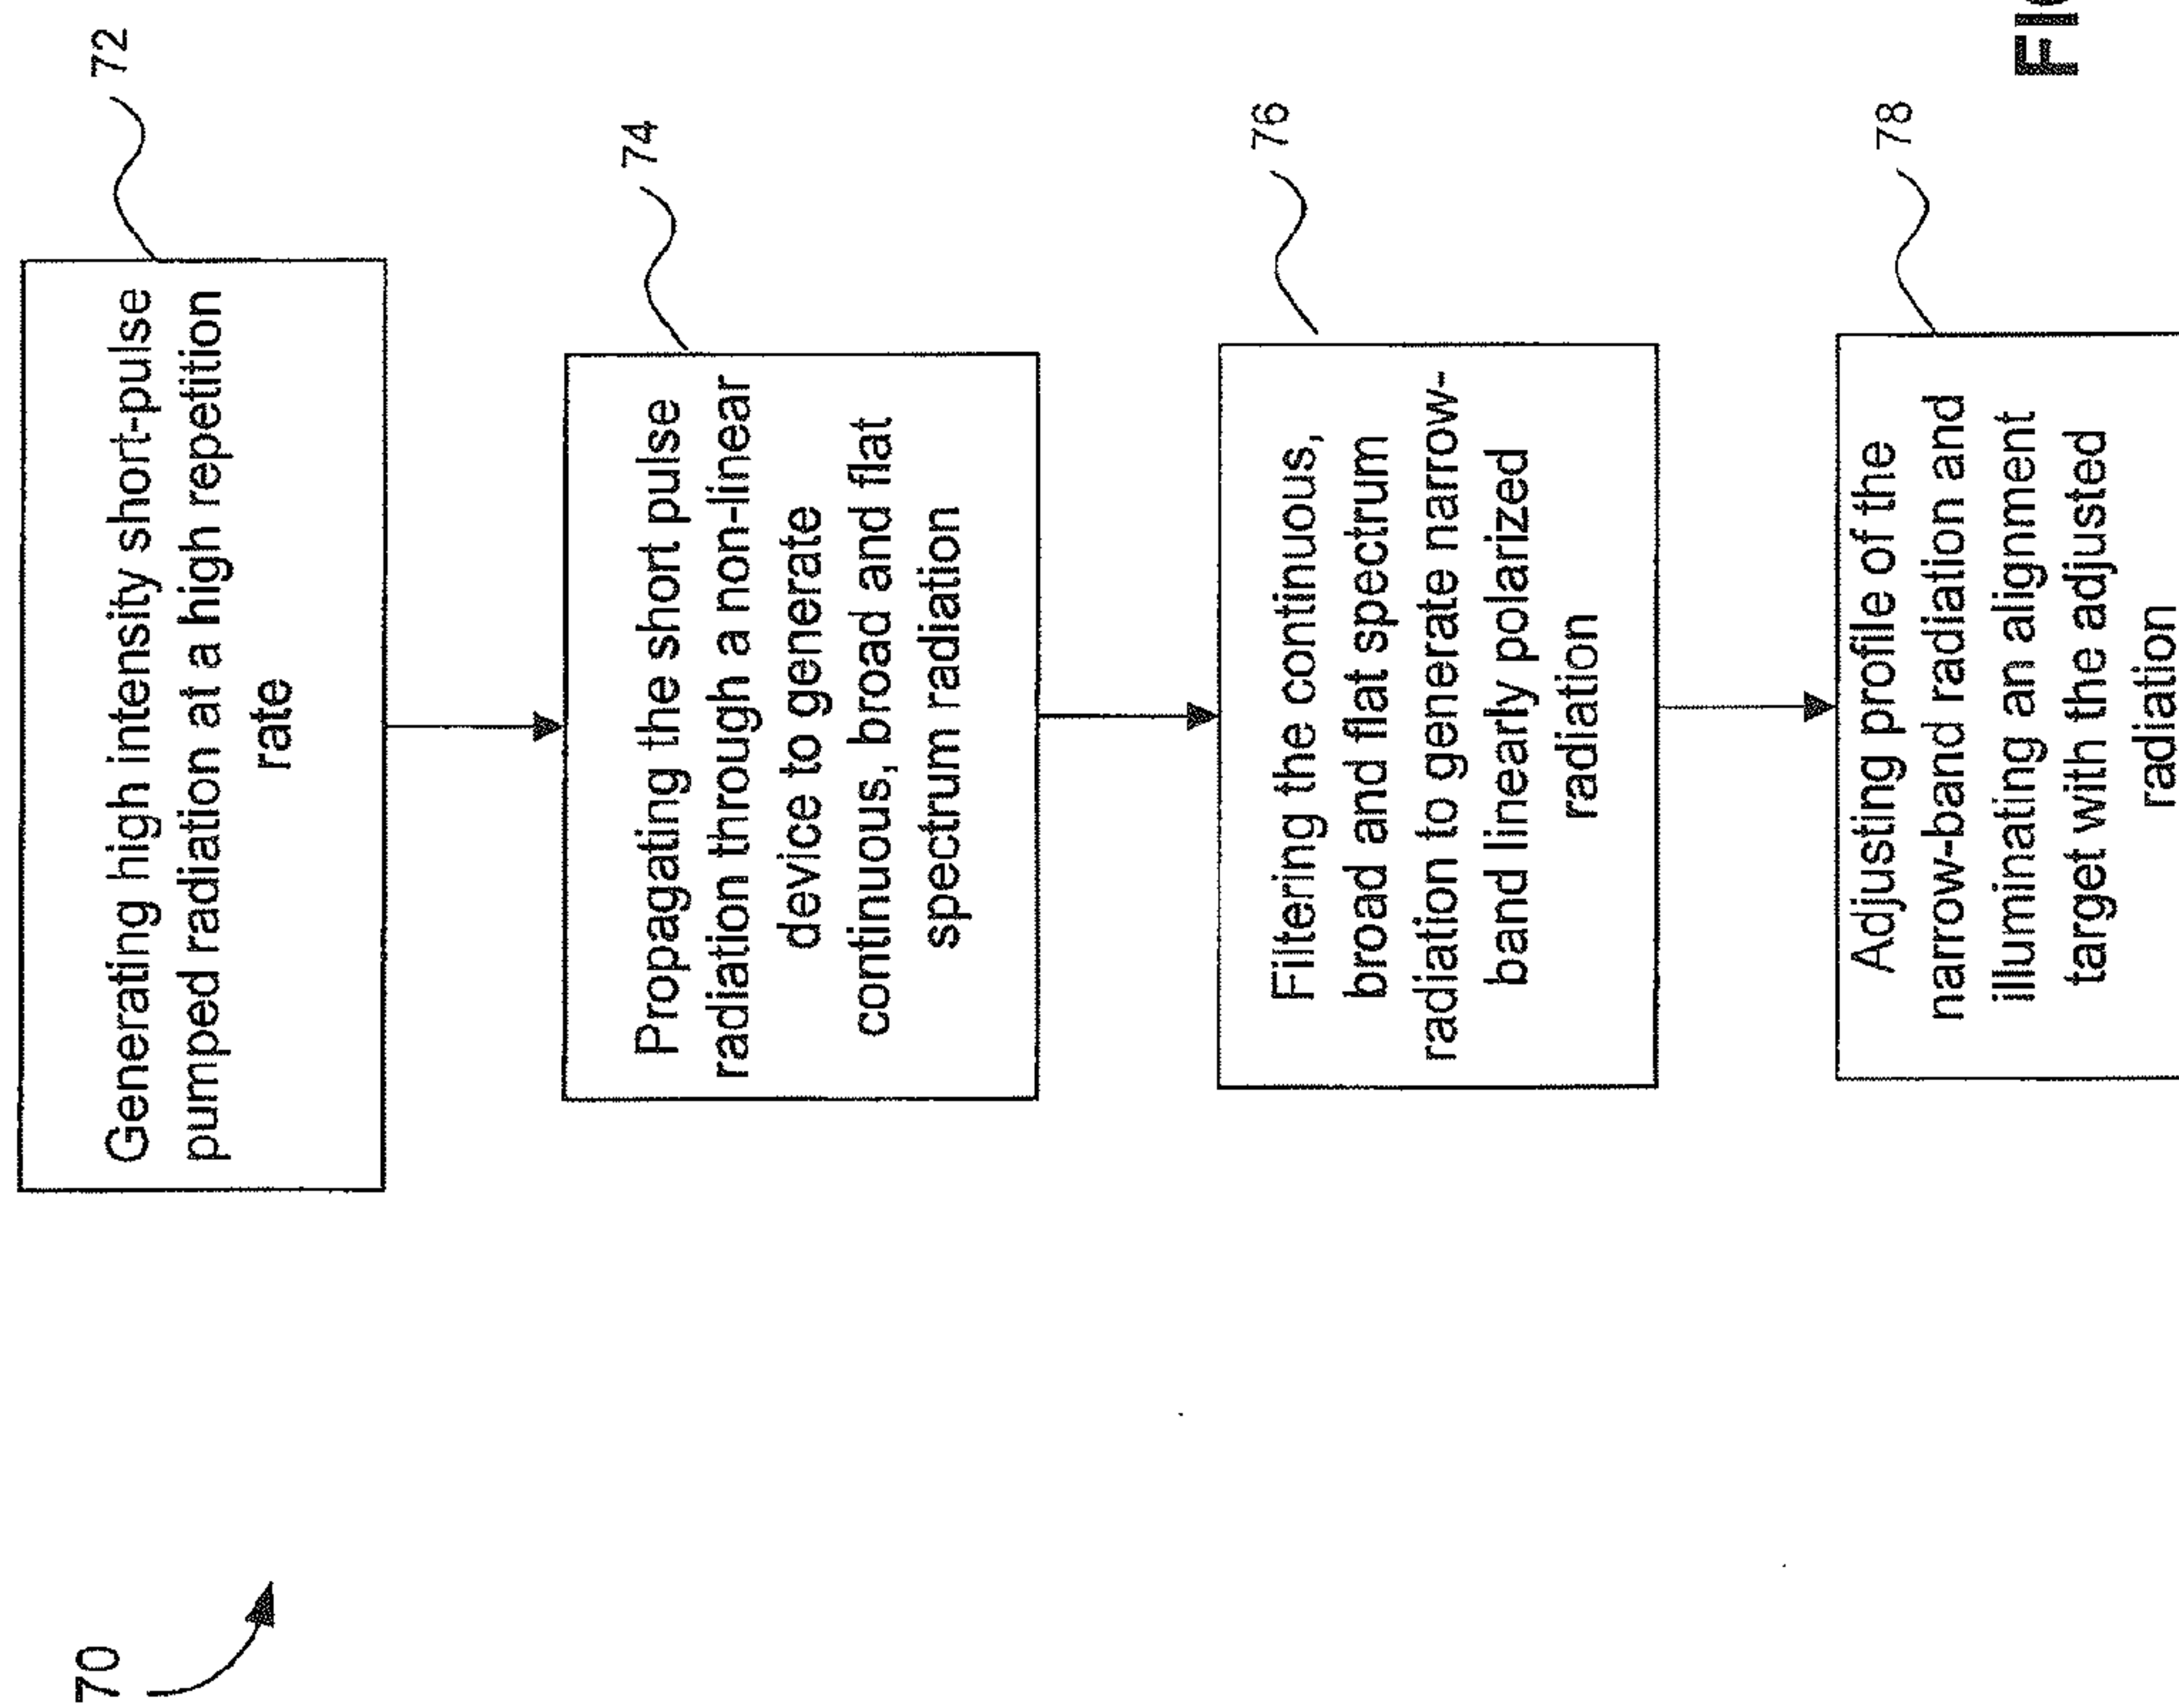 70
72
Generating high intensity short-pulse
pumped radiation at a high repetition
rate
74
Propagating the short pulse
radiation through a non-linear
device to generate
continuous, broad and flat
spectrum radiation
76
Filtering the continuous,
broad and flat spectrum
radiation to generate narrow-
band linearly polarized
radiation
78
Adjusting profile of the
narrow-band radiation and
illuminating an alignment
target with the adjusted
radiation